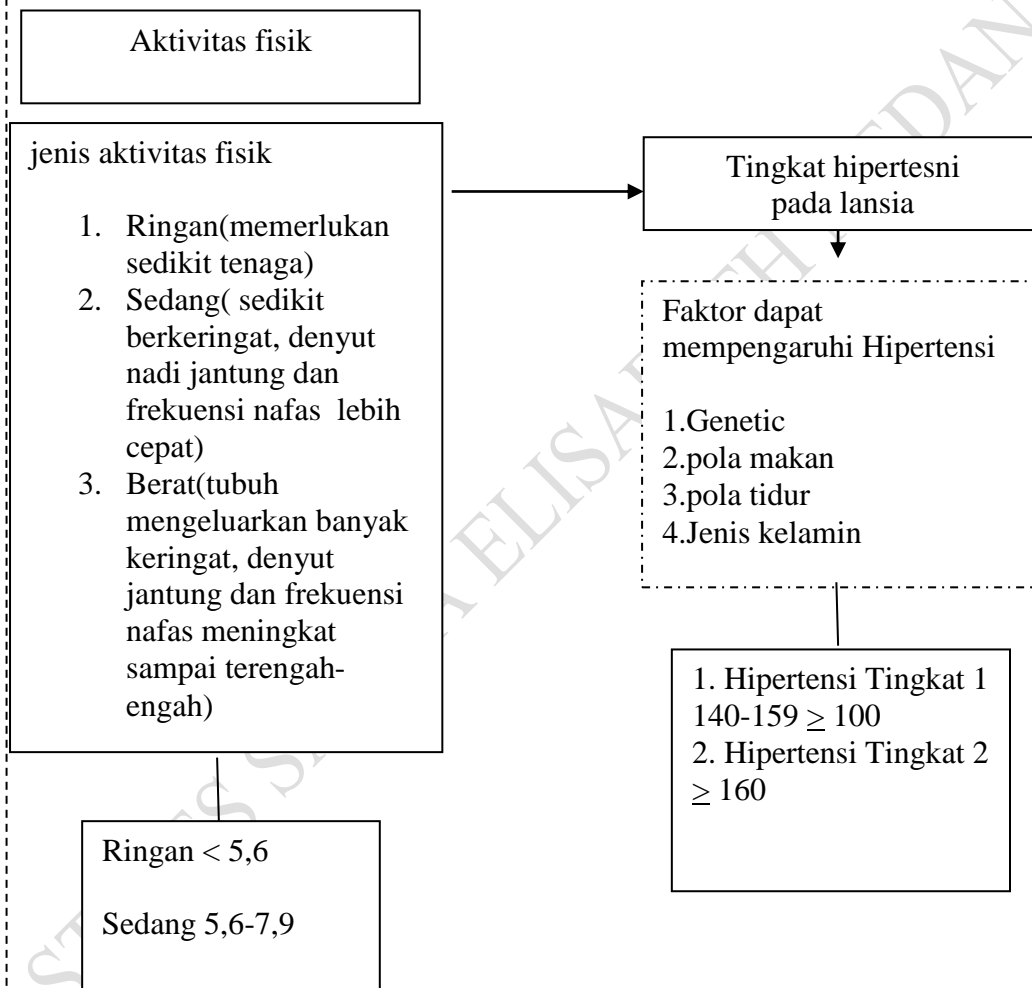 Aktivitas fisik
jenis aktivitas fisik
1. Ringan(memerlukan
sedikit tenaga)
2. Sedang( sedikit
berkeringat, denyut
nadi jantung dan
frekuensi nafas lebih
cepat)
3. Berat(tubuh
mengeluarkan banyak
keringat, denyut
jantung dan frekuensi
nafas meningkat
sampai terengah-
engah)
Ringan < 5,6
Sedang 5,6-7,9
Tingkat hipertesni
pada lansia
Faktor dapat
mempengaruhi Hipertensi
1.Genetic
2.pola makan
3.pola tidur
4.Jenis kelamin
1. Hipertensi Tingkat 1
140-159 ≥ 100
2. Hipertensi Tingkat 2
≥ 160